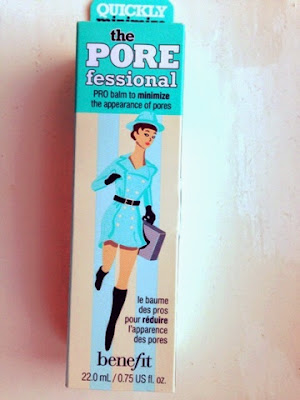 QUICKLY
minimize
the
PORE
fessional
PRO balm to minimize
the appearance of pores
le baume
des pros
pour réduire
l'apparence
des pores
benefit
22.0 mL / 0.75 US fl. oz.